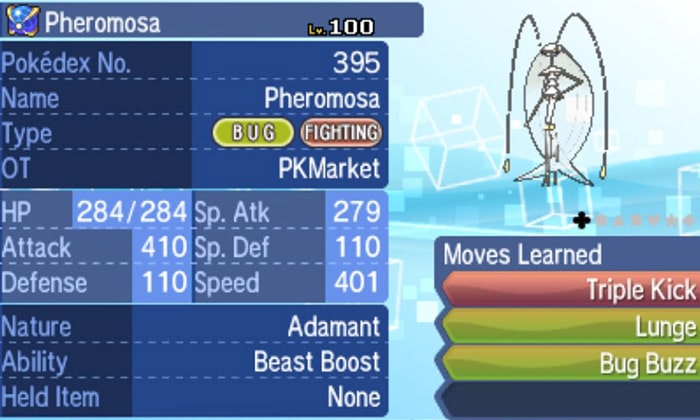 Pheromosa Lv.100
Pokédex No. 395
Name Pheromosa
Type BUG FIGHTING
OT PKMarket
HP 284/284 Sp. Atk 279
Attack 410 Sp. Def 110
Defense 110 Speed 401
Nature Adamant
Ability Beast Boost
Held Item None
Moves Learned
Triple Kick
Lunge
Bug Buzz